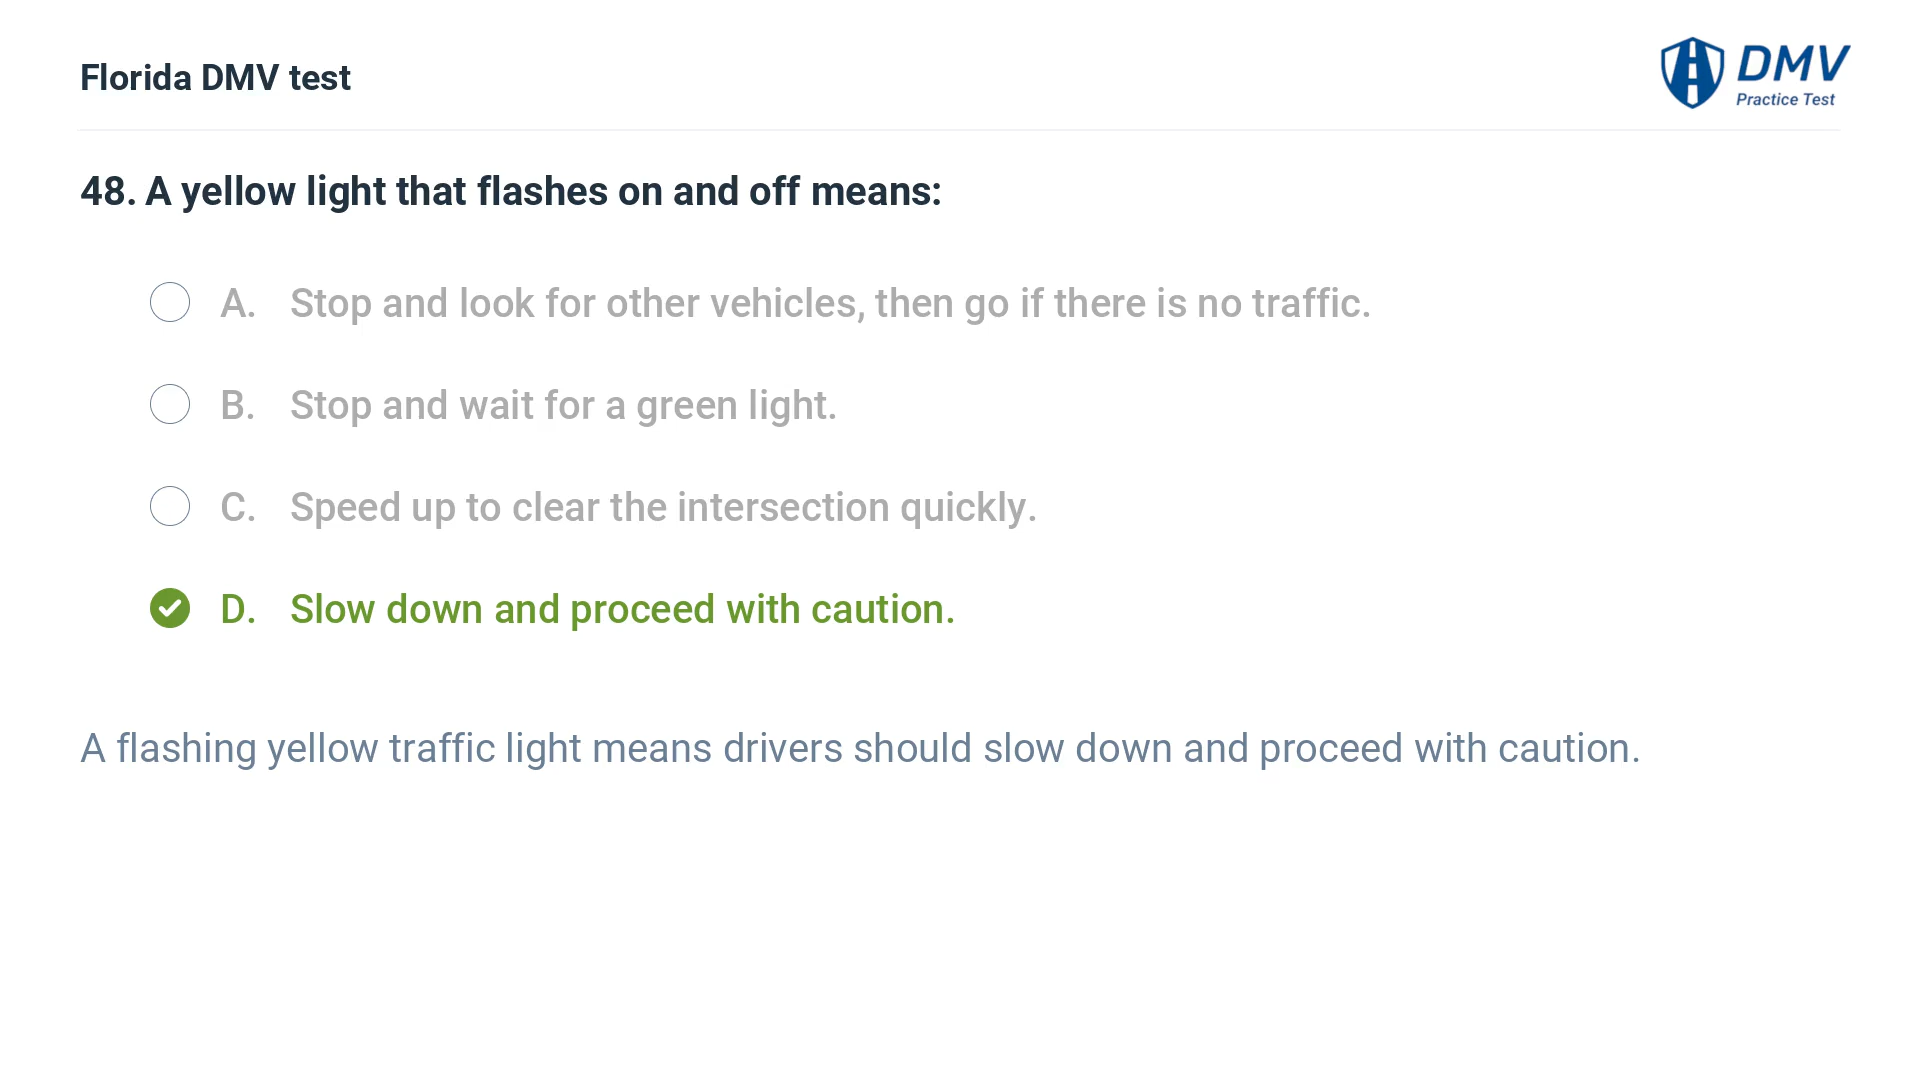 Florida DMV test
DMV
Practice Test
48. A yellow light that flashes on and off means:
A. Stop and look for other vehicles, then go if there is no traffic.
B. Stop and wait for a green light.
C. Speed up to clear the intersection quickly.
D. Slow down and proceed with caution.
A flashing yellow traffic light means drivers should slow down and proceed with caution.